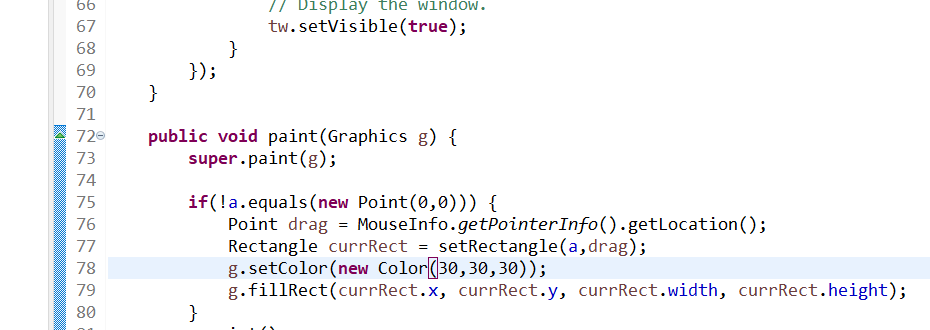 66 // Display the window.
67 tw.setVisible(true);
68 }
69 });
70 }
71
72 public void paint(Graphics g) {
73 super.paint(g);
74
75 if(!a.equals(new Point(0,0))) {
76 Point drag = MouseInfo.getPointerInfo().getLocation();
77 Rectangle currRect = setRectangle(a,drag);
78 g.setColor(new Color(30,30,30));
79 g.fillRect(currRect.x, currRect.y, currRect.width, currRect.height);
80 }